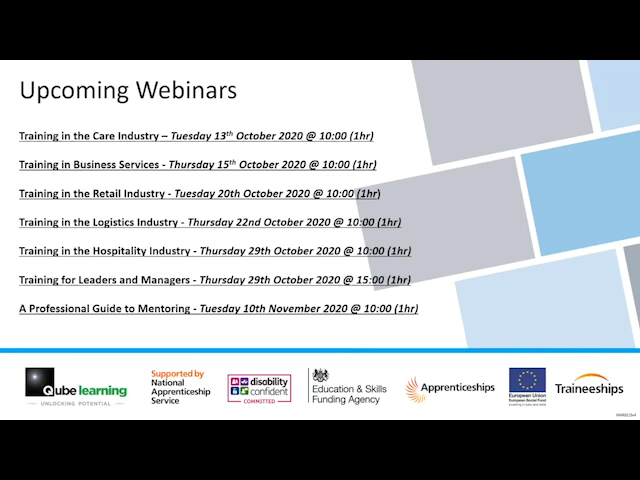 Upcoming Webinars
Training in the Care Industry – Tuesday 13th October 2020 @ 10:00 (1hr)
Training in Business Services - Thursday 15th October 2020 @ 10:00 (1hr)
Training in the Retail Industry - Tuesday 20th October 2020 @ 10:00 (1hr)
Training in the Logistics Industry - Thursday 22nd October 2020 @ 10:00 (1hr)
Training in the Hospitality Industry - Thursday 29th October 2020 @ 10:00 (1hr)
Training for Leaders and Managers - Thursday 29th October 2020 @ 15:00 (1hr)
A Professional Guide to Mentoring - Tuesday 10th November 2020 @ 10:00 (1hr)
Qube learning
UNLOCKING POTENTIAL
Supported by
National
Apprenticeship
Service
disability
confident
COMMITTED
Education & Skills
Funding Agency
Apprenticeships
European Union
European Social Fund
Traineeships